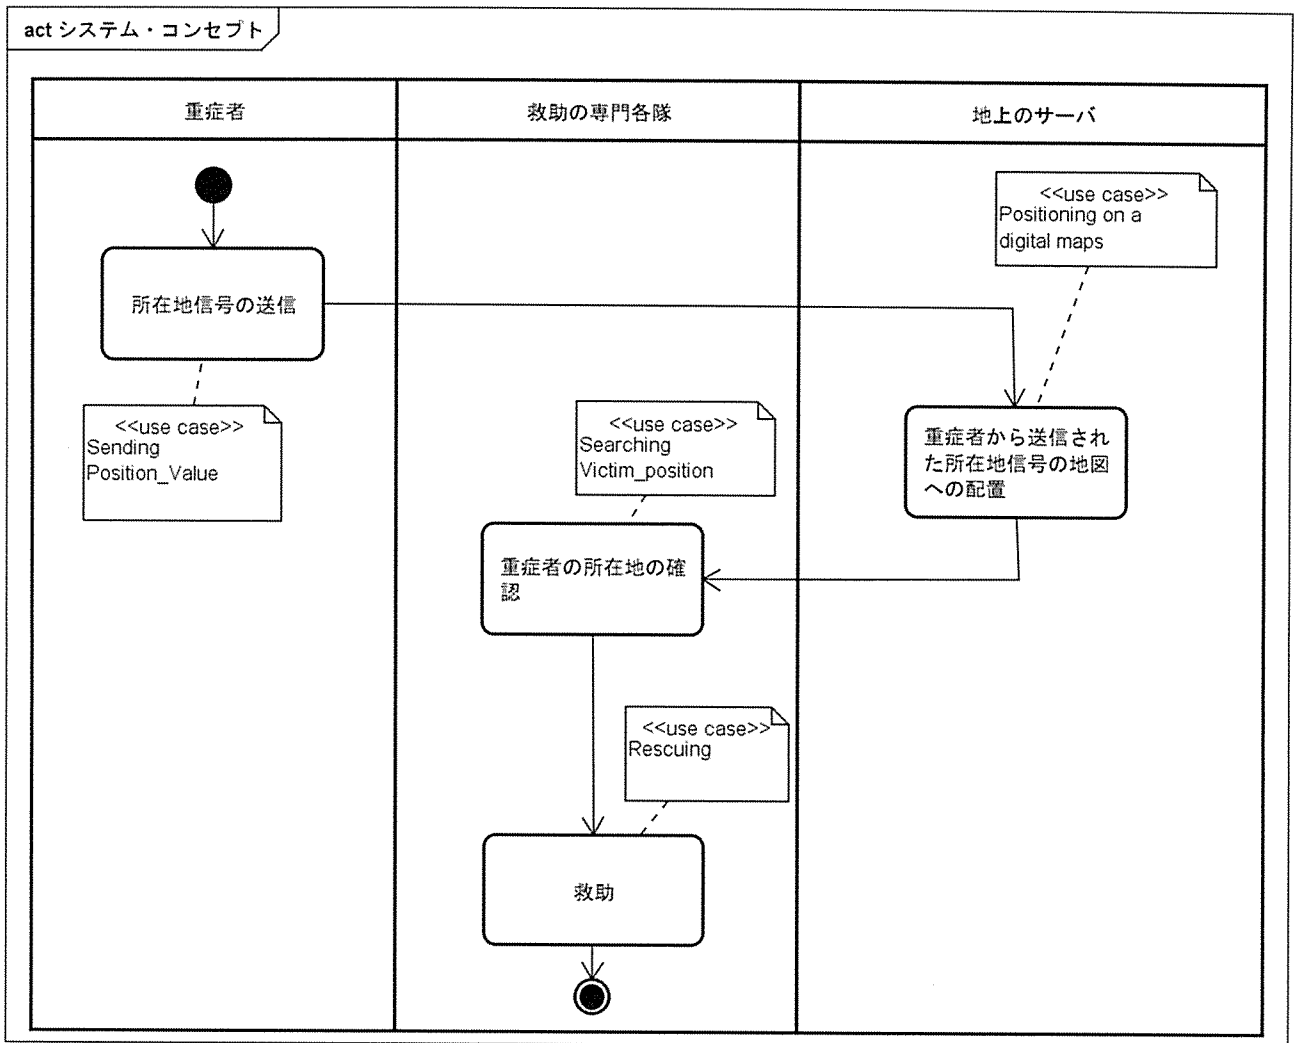 act システム・コンセプト
重症者
救助の専門各隊
地上のサーバ
<<use case>>
Positioning on a
digital maps
所在地信号の送信
<<use case>>
Sending
Position_Value
<<use case>>
Searching
Victim_position
重症者から送信され
た所在地信号の地図
への配置
重症者の所在地の確
認
<<use case>>
Rescuing
救助